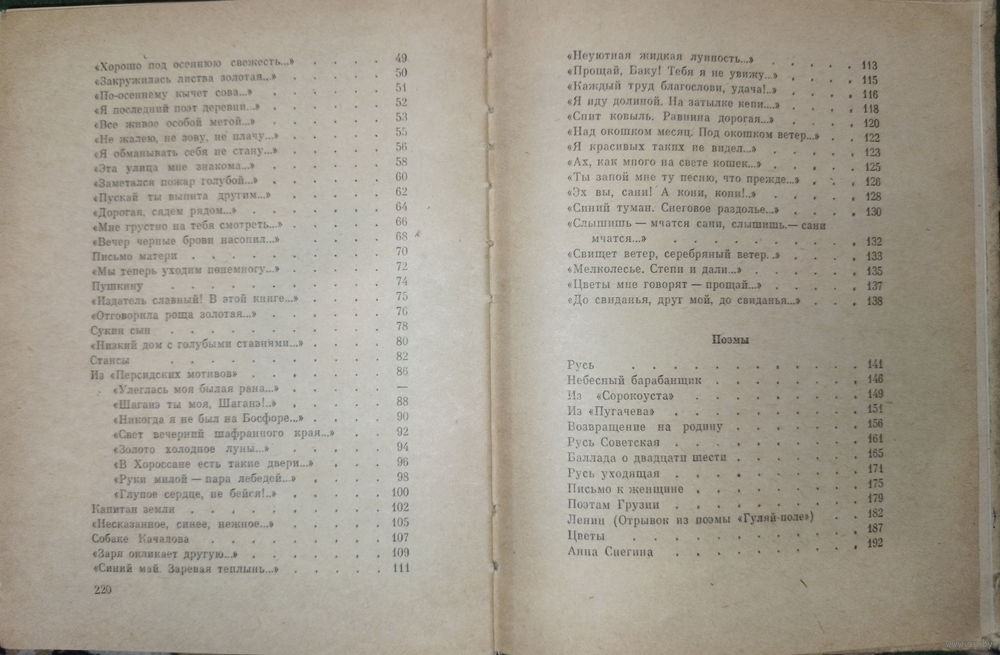 «Хорошо под осеннюю свежесть...» . . . . . 49
«Закружилась листва золотая...» . . . . . 50
«По-осеннему кычет сова...» . . . . . 51
«Я последний поэт деревни...» . . . . . 52
«Все живое особой метой...» . . . . . 53
«Не жалею, не зову, не плачу...» . . . . 55
«Я обманывать себя не стану...» . . . . 56
«Эта улица мне знакома...» . . . . . 58
«Заметался пожар голубой...» . . . . . 60
«Пускай ты выпита другим...» . . . . . 62
«Дорогая, сядем рядом...» . . . . . 64
«Мне грустно на тебя смотреть...» . . . . 66
«Вечер черные брови насопил...» . . . . 68
Письмо матери . . . . . . . 70
«Мы теперь уходим понемногу...» . . . . 72
Пушкину . . . . . . . . 74
«Издатель славный! В этой книге...» . . . . 75
«Отговорила роща золотая...» . . . . . 76
Сукин сын . . . . . . . . 78
«Низкий дом с голубыми ставнями...» . . . . 80
Стансы . . . . . . . . 82
Из «Персидских мотивов» . . . . . . 86
«Улеглась моя былая рана...» . . . . —
«Шаганэ ты моя, Шаганэ!..» . . . . . 88
«Никогда я не был на Босфоре...» . . . . 90
«Свет вечерний шафранного края...» . . . 92
«Золото холодное луны...» . . . . . 94
«В Хороссане есть такие двери...» . . . . 96
«Руки милой — пара лебедей...» . . . . 98
«Глупое сердце, не бейся!..» . . . . . 100
Капитан земли . . . . . . . 102
«Несказанное, синее, нежное...» . . . . . 105
Собаке Качалова . . . . . . . 107
«Заря окликает другую...» . . . . . . 109
«Синий май. Заревая теплынь...» . . . . . 111
220
«Неуютная жидкая лунность...» . . . . . 113
«Прощай, Баку! Тебя я не увижу...» . . . . 115
«Каждый труд благослови, удача!..» . . . . 116
«Я иду долиной. На затылке кепи....» . . . . 118
«Спит ковыль. Равнина дорогая...» . . . . 120
«Над окошком месяц. Под окошком ветер...» . . 122
«Я красивых таких не видел...» . . . . . 123
«Ах, как много на свете кошек...» . . . . 125
«Ты запой мне ту песню, что прежде...» . . . 126
«Эх вы, сани! А кони, кони!..» . . . . . 128
«Синий туман. Снеговое раздолье...» . . . . 130
«Слышишь — мчатся сани, слышишь — сани
мчатся...» . . . . . . . . 132
«Свищет ветер, серебряный ветер...» . . . . 133
«Мелколесье. Степи и дали...» . . . . . 135
«Цветы мне говорят — прощай...» . . . . . 137
«До свиданья, друг мой, до свиданья...» . . . 138
Поэмы
Русь . . . . . . . . . 141
Небесный барабанщик . . . . . . 146
Из «Сорокоуста» . . . . . . . 149
Из «Пугачева» . . . . . . . 151
Возвращение на родину . . . . . . 156
Русь Советская . . . . . . . 161
Баллада о двадцати шести . . . . . 165
Русь уходящая . . . . . . . 171
Письмо к женщине . . . . . . . 175
Поэтам Грузии . . . . . . . 179
Ленин (Отрывок из поэмы «Гуляй-поле») . . 182
Цветы . . . . . . . . . 187
Анна Снегина . . . . . . . 192